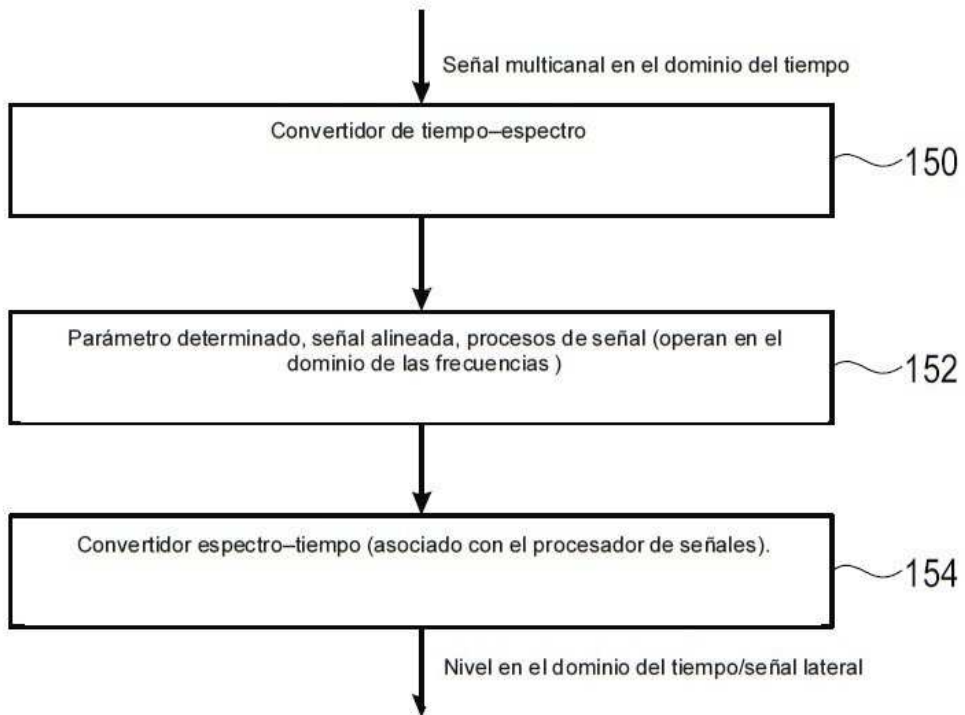 Señal multicanal en el dominio del tiempo
Convertidor de tiempo–espectro
150
Parámetro determinado, señal alineada, procesos de señal (operan en el
dominio de las frecuencias )
152
Convertidor espectro–tiempo (asociado con el procesador de señales).
154
Nivel en el dominio del tiempo/señal lateral